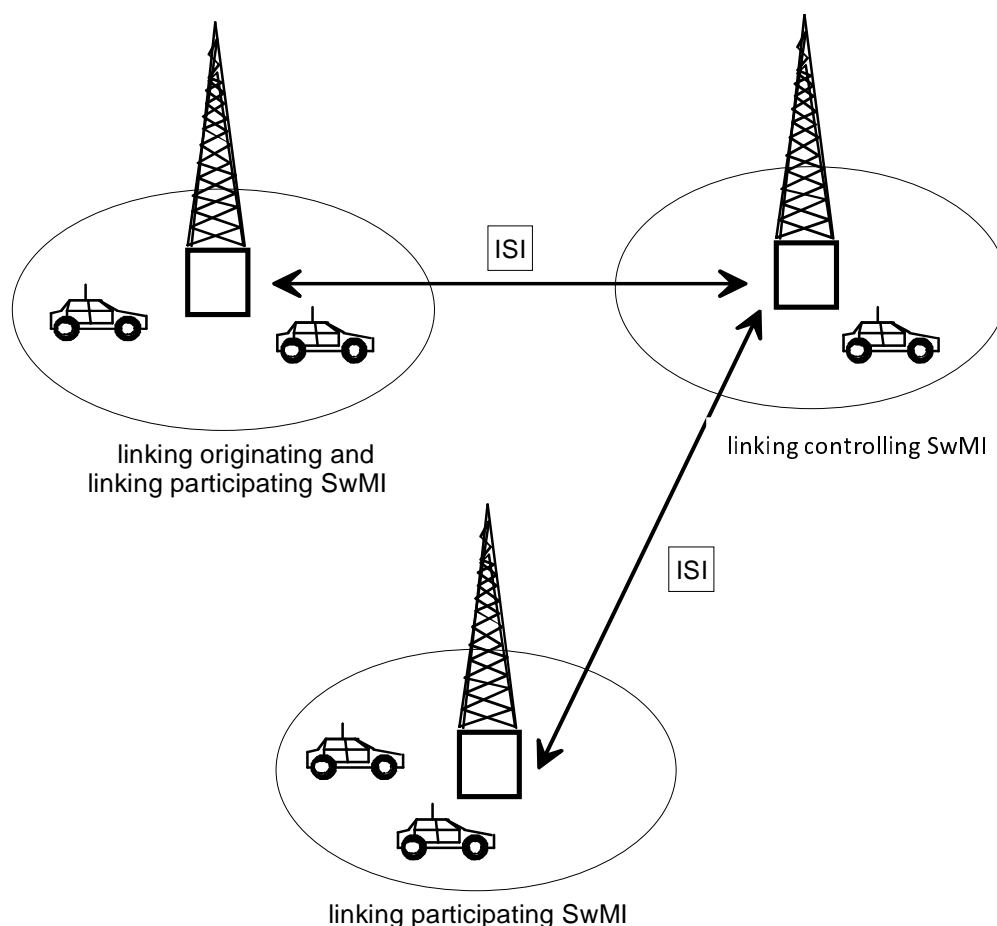 ISI
linking originating and
linking participating SwMI
linking controlling SwMI
ISI
linking participating SwMI